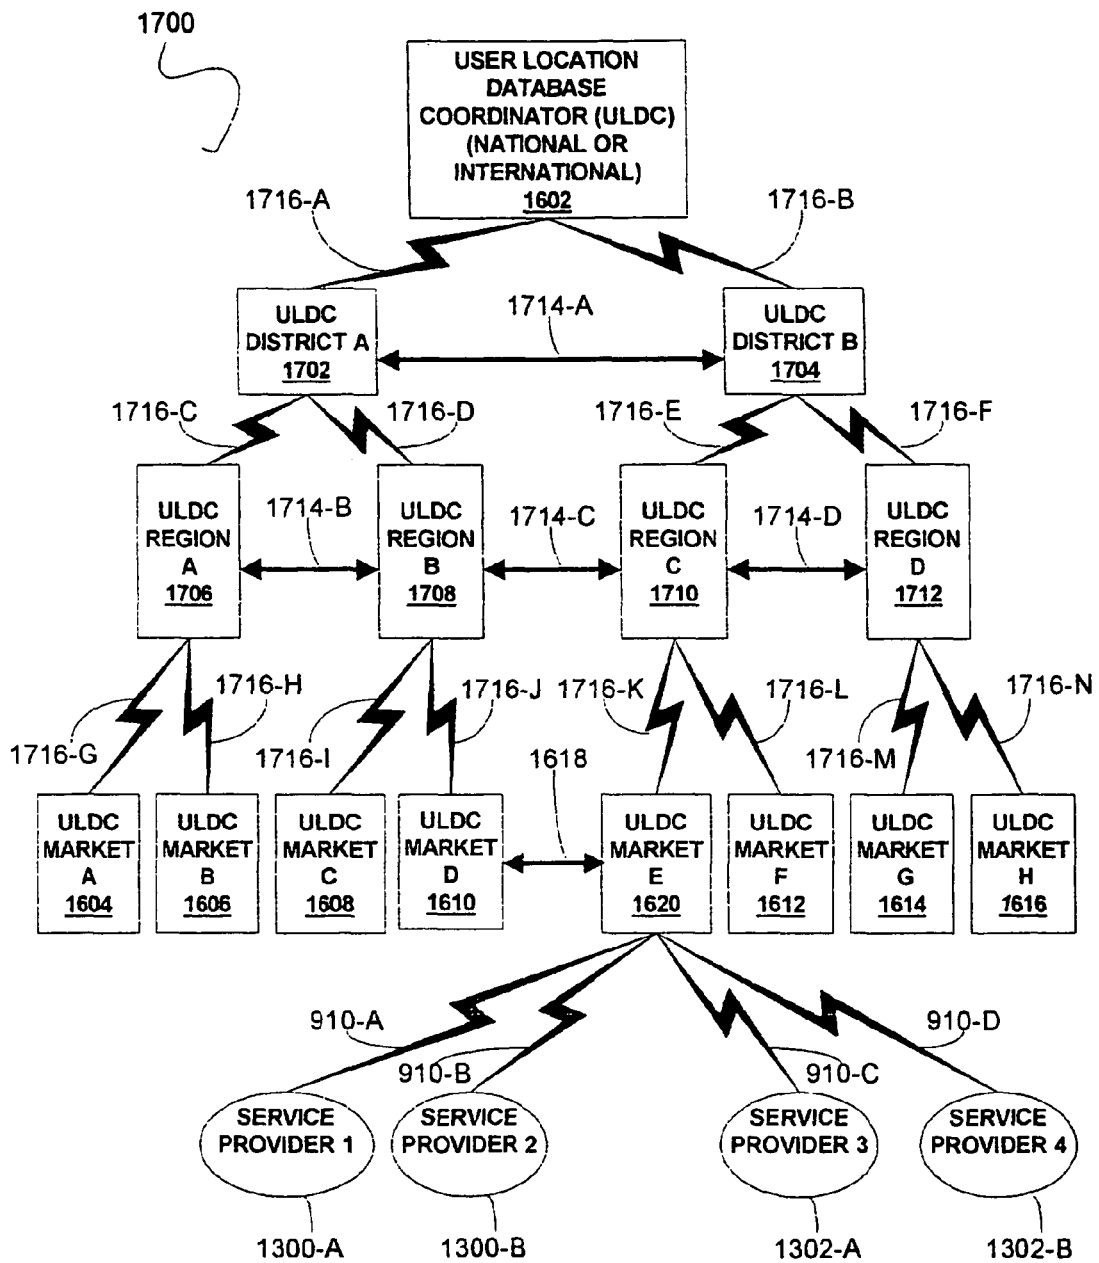 1700
USER LOCATION
DATABASE
COORDINATOR (ULDC)
(NATIONAL OR
INTERNATIONAL)
1602
1716-A
1716-B
ULDC
DISTRICT A
1702
1714-A
ULDC
DISTRICT B
1704
1716-C
1716-D
1716-E
1716-F
ULDC
REGION
A
1706
1714-B
ULDC
REGION
B
1708
1714-C
ULDC
REGION
C
1710
1714-D
ULDC
REGION
D
1712
1716-G
1716-H
1716-I
1716-J
1716-K
1716-L
1716-M
1716-N
1618
ULDC
MARKET
A
1604
ULDC
MARKET
B
1606
ULDC
MARKET
C
1608
ULDC
MARKET
D
1610
ULDC
MARKET
E
1620
ULDC
MARKET
F
1612
ULDC
MARKET
G
1614
ULDC
MARKET
H
1616
910-A
910-B
910-C
910-D
SERVICE
PROVIDER 1
SERVICE
PROVIDER 2
SERVICE
PROVIDER 3
SERVICE
PROVIDER 4
1300-A
1300-B
1302-A
1302-B